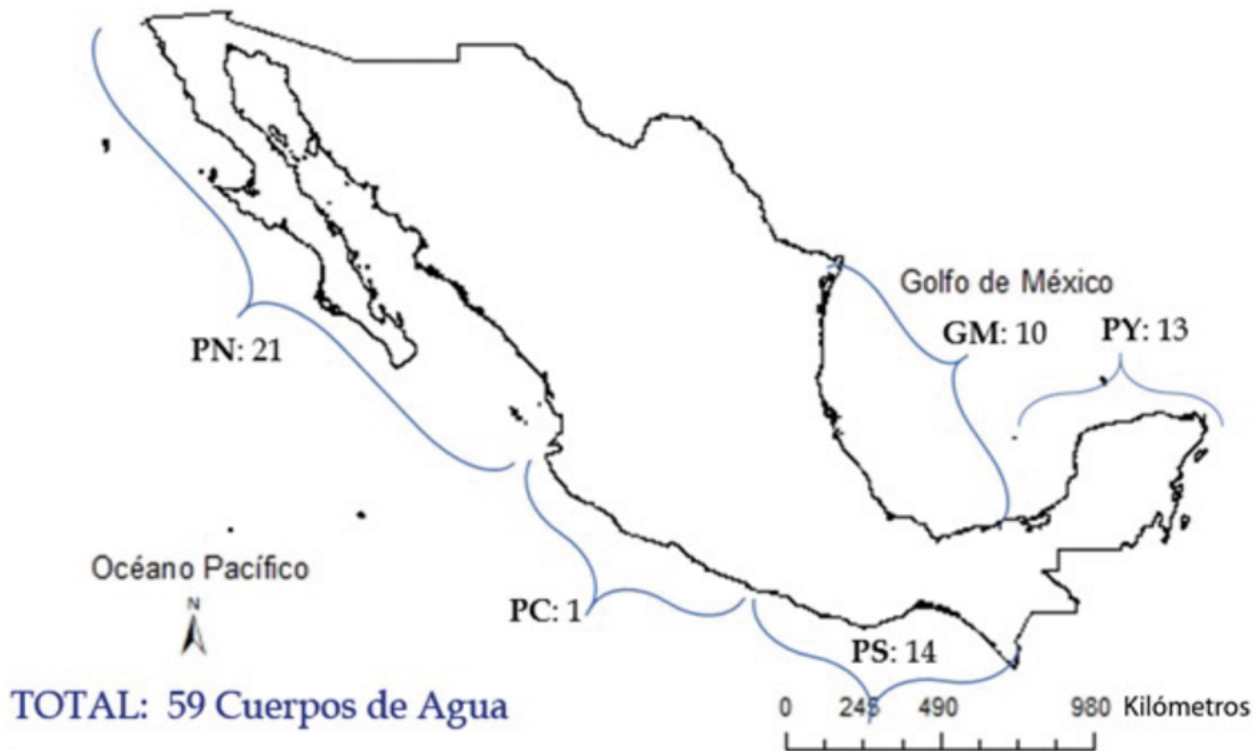 Golfo de México
GM: 10
PY: 13
PN: 21
Océano Pacífico
N
PC: 1
PS: 14
TOTAL: 59 Cuerpos de Agua
0 245 490 980 Kilómetros